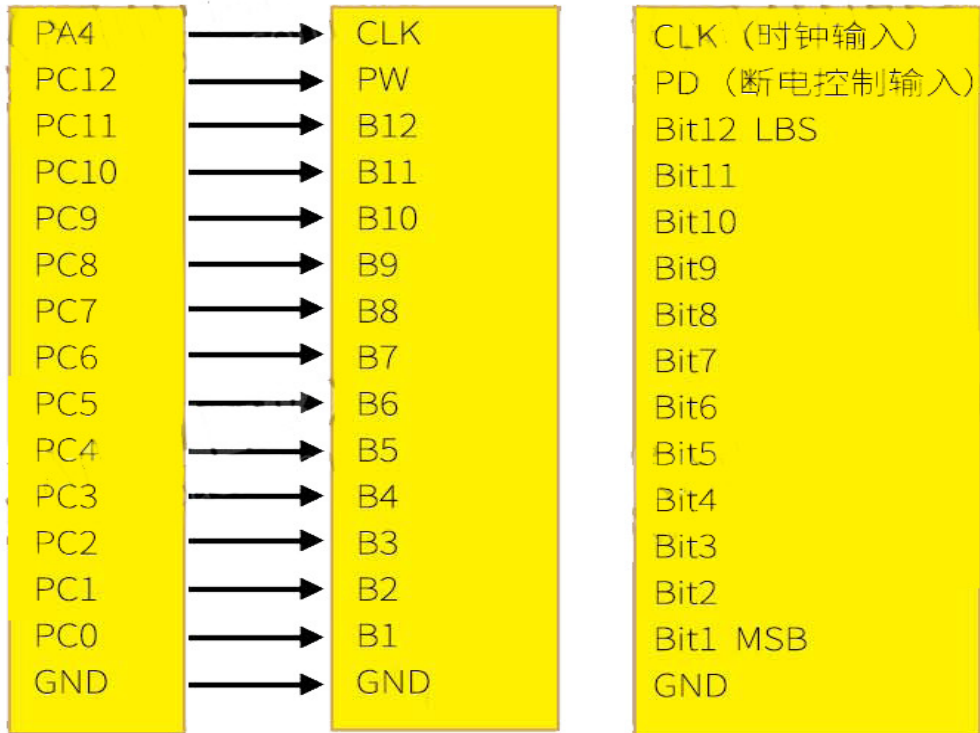 PA4 CLK CLK（时钟输入）
PC12 PW PD（断电控制输入）
PC11 B12 Bit12 LBS
PC10 B11 Bit11
PC9 B10 Bit10
PC8 B9 Bit9
PC7 B8 Bit8
PC6 B7 Bit7
PC5 B6 Bit6
PC4 B5 Bit5
PC3 B4 Bit4
PC2 B3 Bit3
PC1 B2 Bit2
PC0 B1 Bit1 MSB
GND GND GND